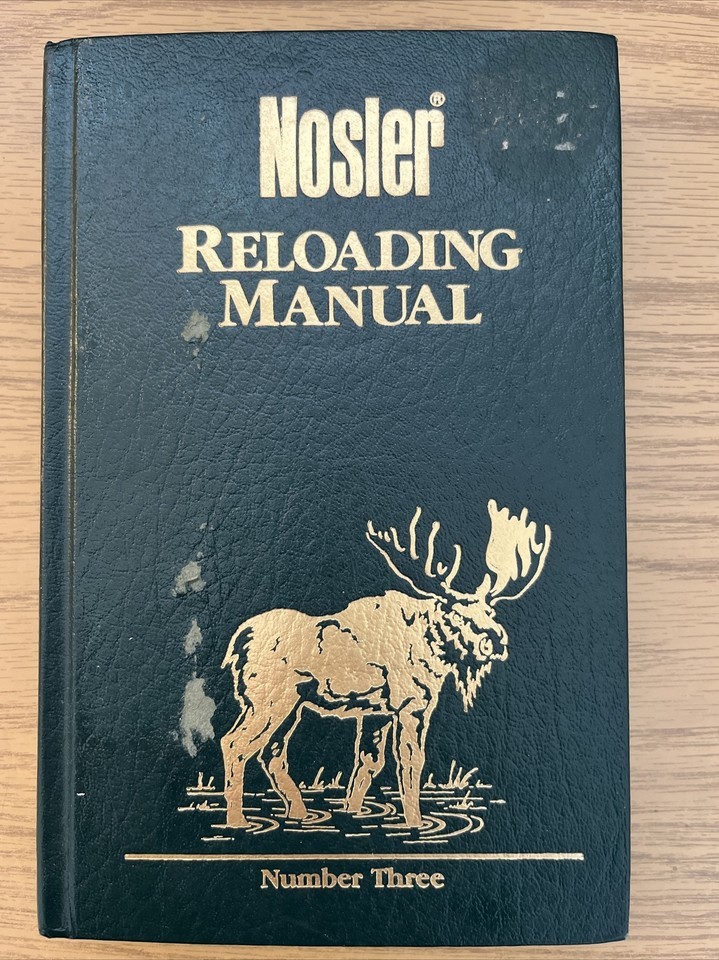 Nosler®
RELOADING
MANUAL
Number Three